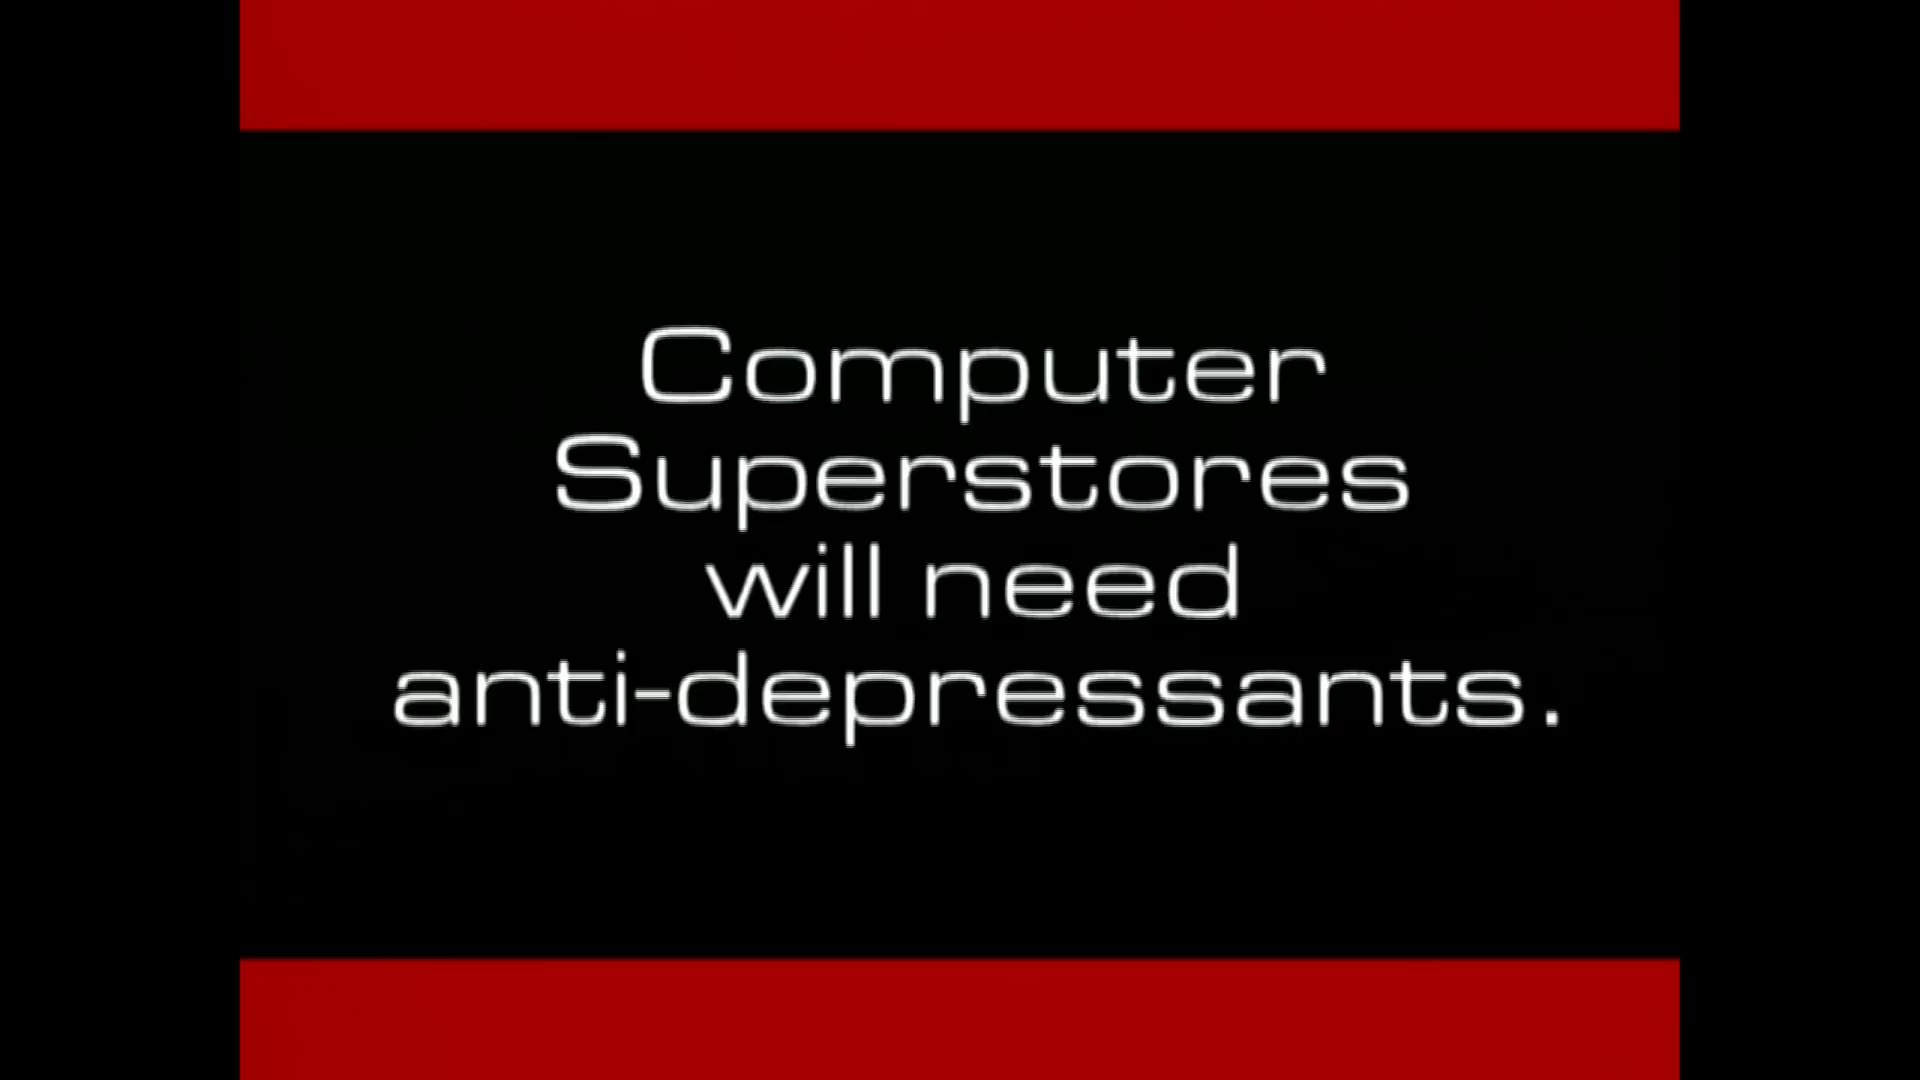 Computer
Superstores
will need
anti-depressants.